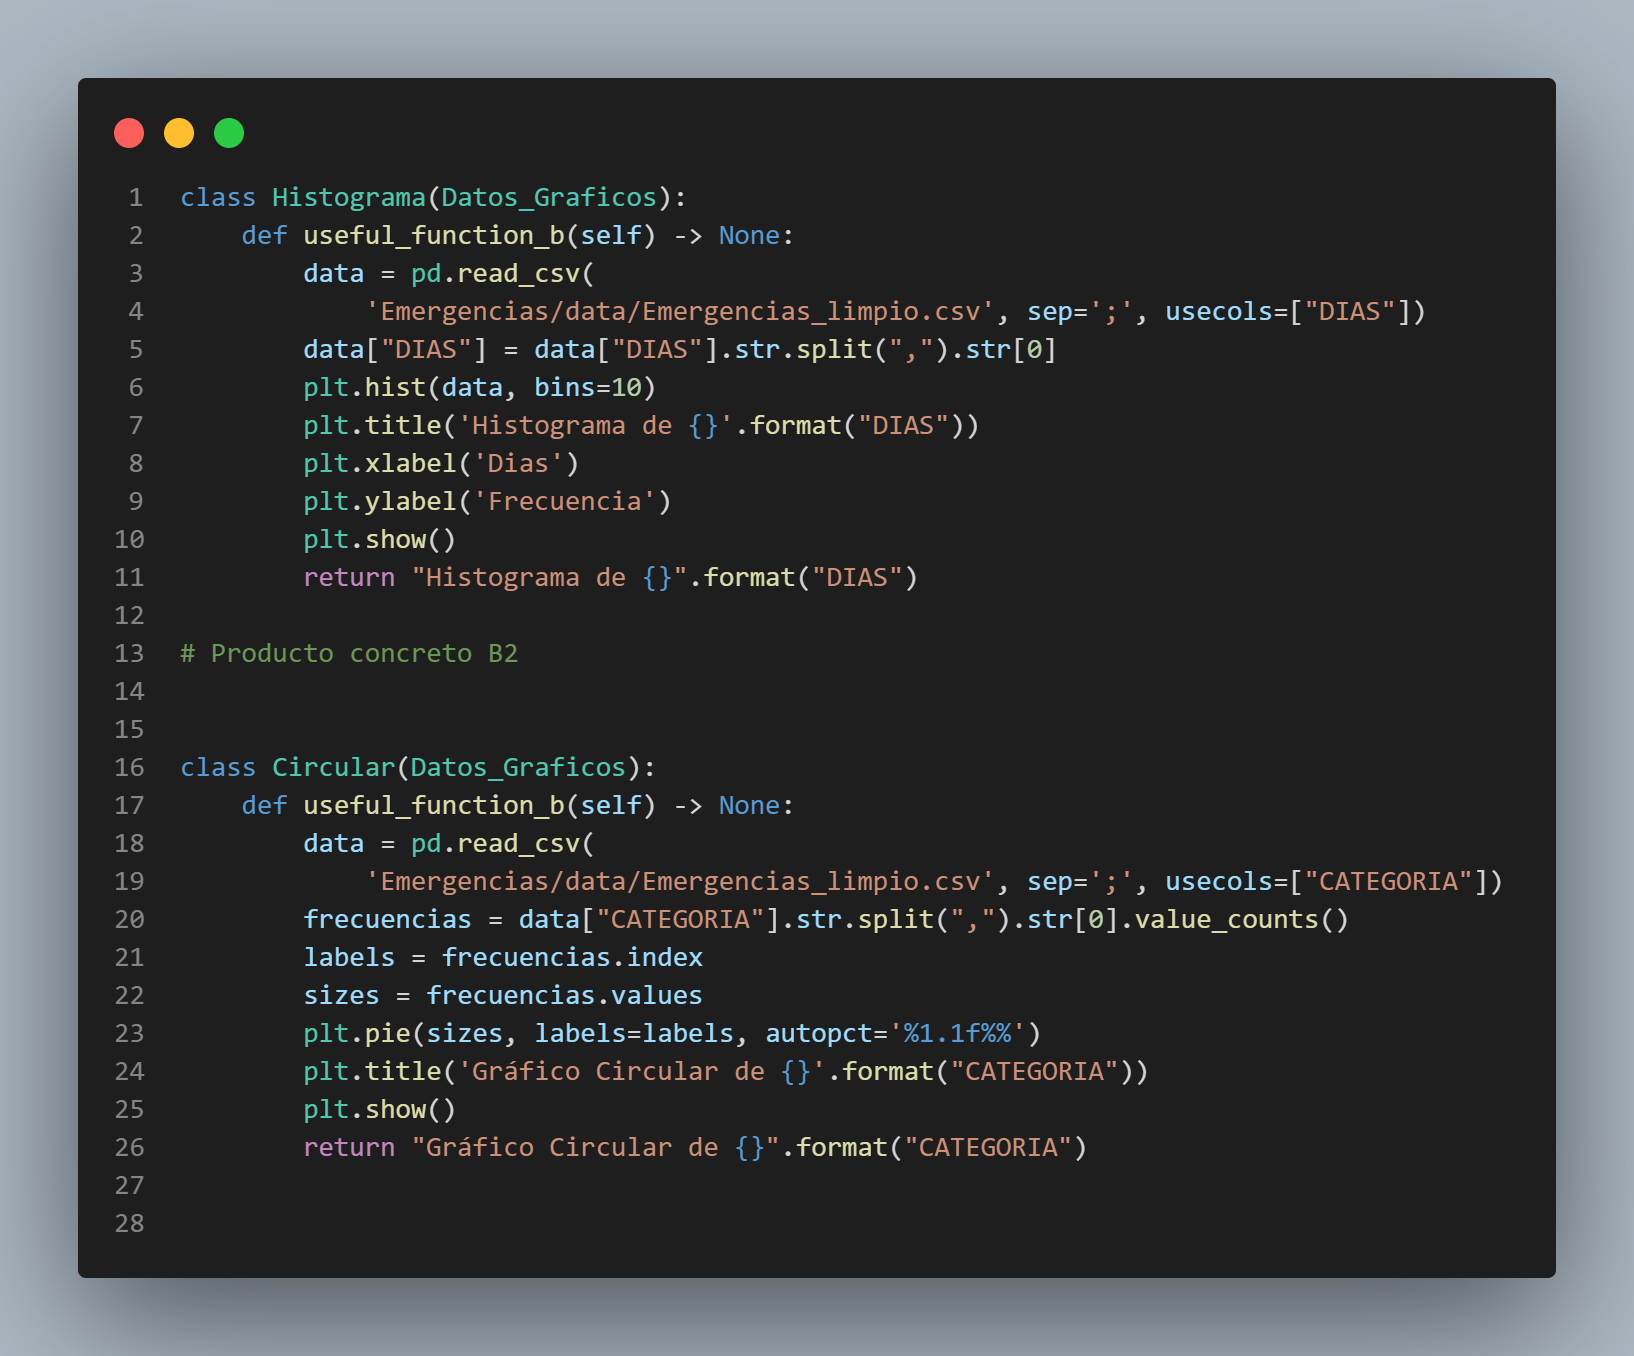 1 class Histograma(Datos_Graficos):
2     def useful_function_b(self) -> None:
3         data = pd.read_csv(
4             'Emergencias/data/Emergencias_limpio.csv', sep=';', usecols=["DIAS"])
5         data["DIAS"] = data["DIAS"].str.split(",").str[0]
6         plt.hist(data, bins=10)
7         plt.title('Histograma de {}'.format("DIAS"))
8         plt.xlabel('Dias')
9         plt.ylabel('Frecuencia')
10         plt.show()
11         return "Histograma de {}".format("DIAS")
12
13 # Producto concreto B2
14
15
16 class Circular(Datos_Graficos):
17     def useful_function_b(self) -> None:
18         data = pd.read_csv(
19             'Emergencias/data/Emergencias_limpio.csv', sep=';', usecols=["CATEGORIA"])
20         frecuencias = data["CATEGORIA"].str.split(",").str[0].value_counts()
21         labels = frecuencias.index
22         sizes = frecuencias.values
23         plt.pie(sizes, labels=labels, autopct='%1.1f%%')
24         plt.title('Gráfico Circular de {}'.format("CATEGORIA"))
25         plt.show()
26         return "Gráfico Circular de {}".format("CATEGORIA")
27
28